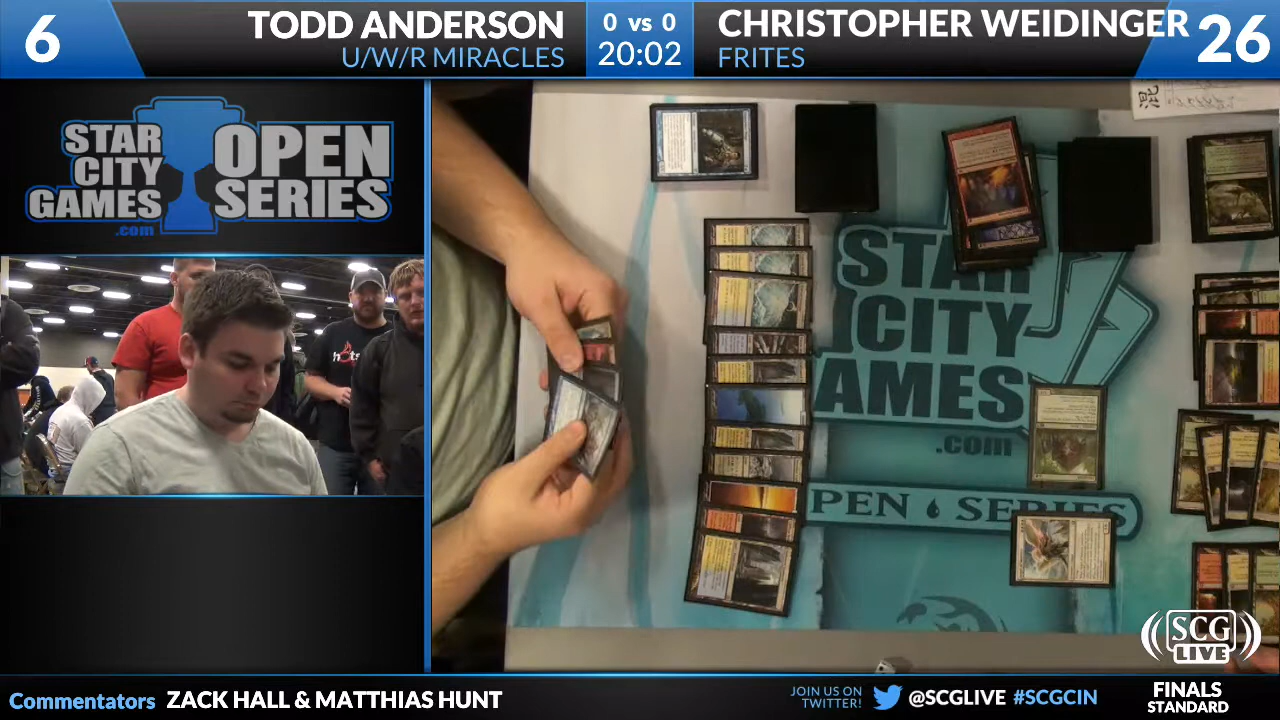 6
TODD ANDERSON
U/W/R MIRACLES
0 vs 0
20:02
CHRISTOPHER WEIDINGER
FRITES
26
STAR
CITY
GAMES
.com
OPEN
SERIES
STAR
CITY
GAMES
.com
OPEN SERIES
SCG
LIVE
Commentators ZACK HALL & MATTHIAS HUNT
JOIN US ON
TWITTER!
@SCGLIVE #SCGCIN
FINALS
STANDARD